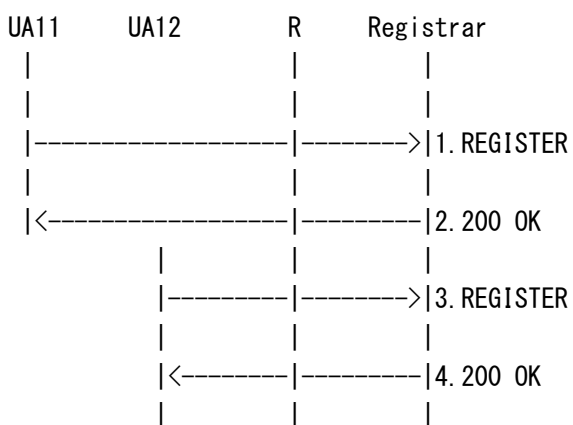 UA11 UA12 R Registrar
1.REGISTER
2.200 OK
3.REGISTER
4.200 OK